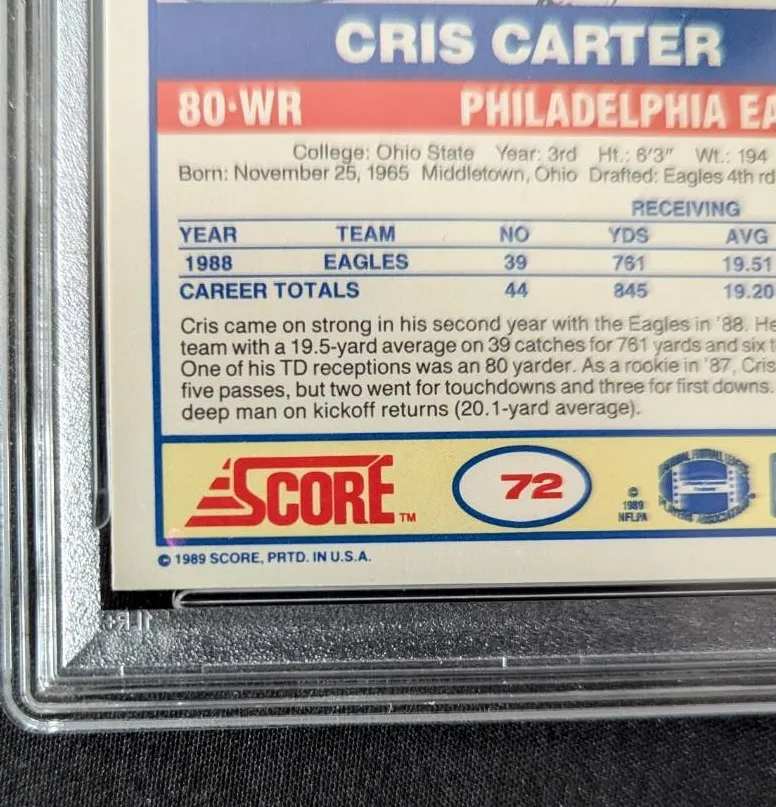 CRIS CARTER
80•WR PHILADELPHIA EA
College: Ohio State Year: 3rd Ht.: 6'3" Wt.: 194
Born: November 25, 1965 Middletown, Ohio Drafted: Eagles 4th rd
RECEIVING
YEAR TEAM NO YDS AVG
1988 EAGLES 39 761 19.51
CAREER TOTALS 44 845 19.20
Cris came on strong in his second year with the Eagles in '88. He
team with a 19.5-yard average on 39 catches for 761 yards and six t
One of his TD receptions was an 80 yarder. As a rookie in '87, Cris
five passes, but two went for touchdowns and three for first downs.
deep man on kickoff returns (20.1-yard average).
SCORE™ 72
©
1989
NFLPA
© 1989 SCORE, PRTD. IN U.S.A.